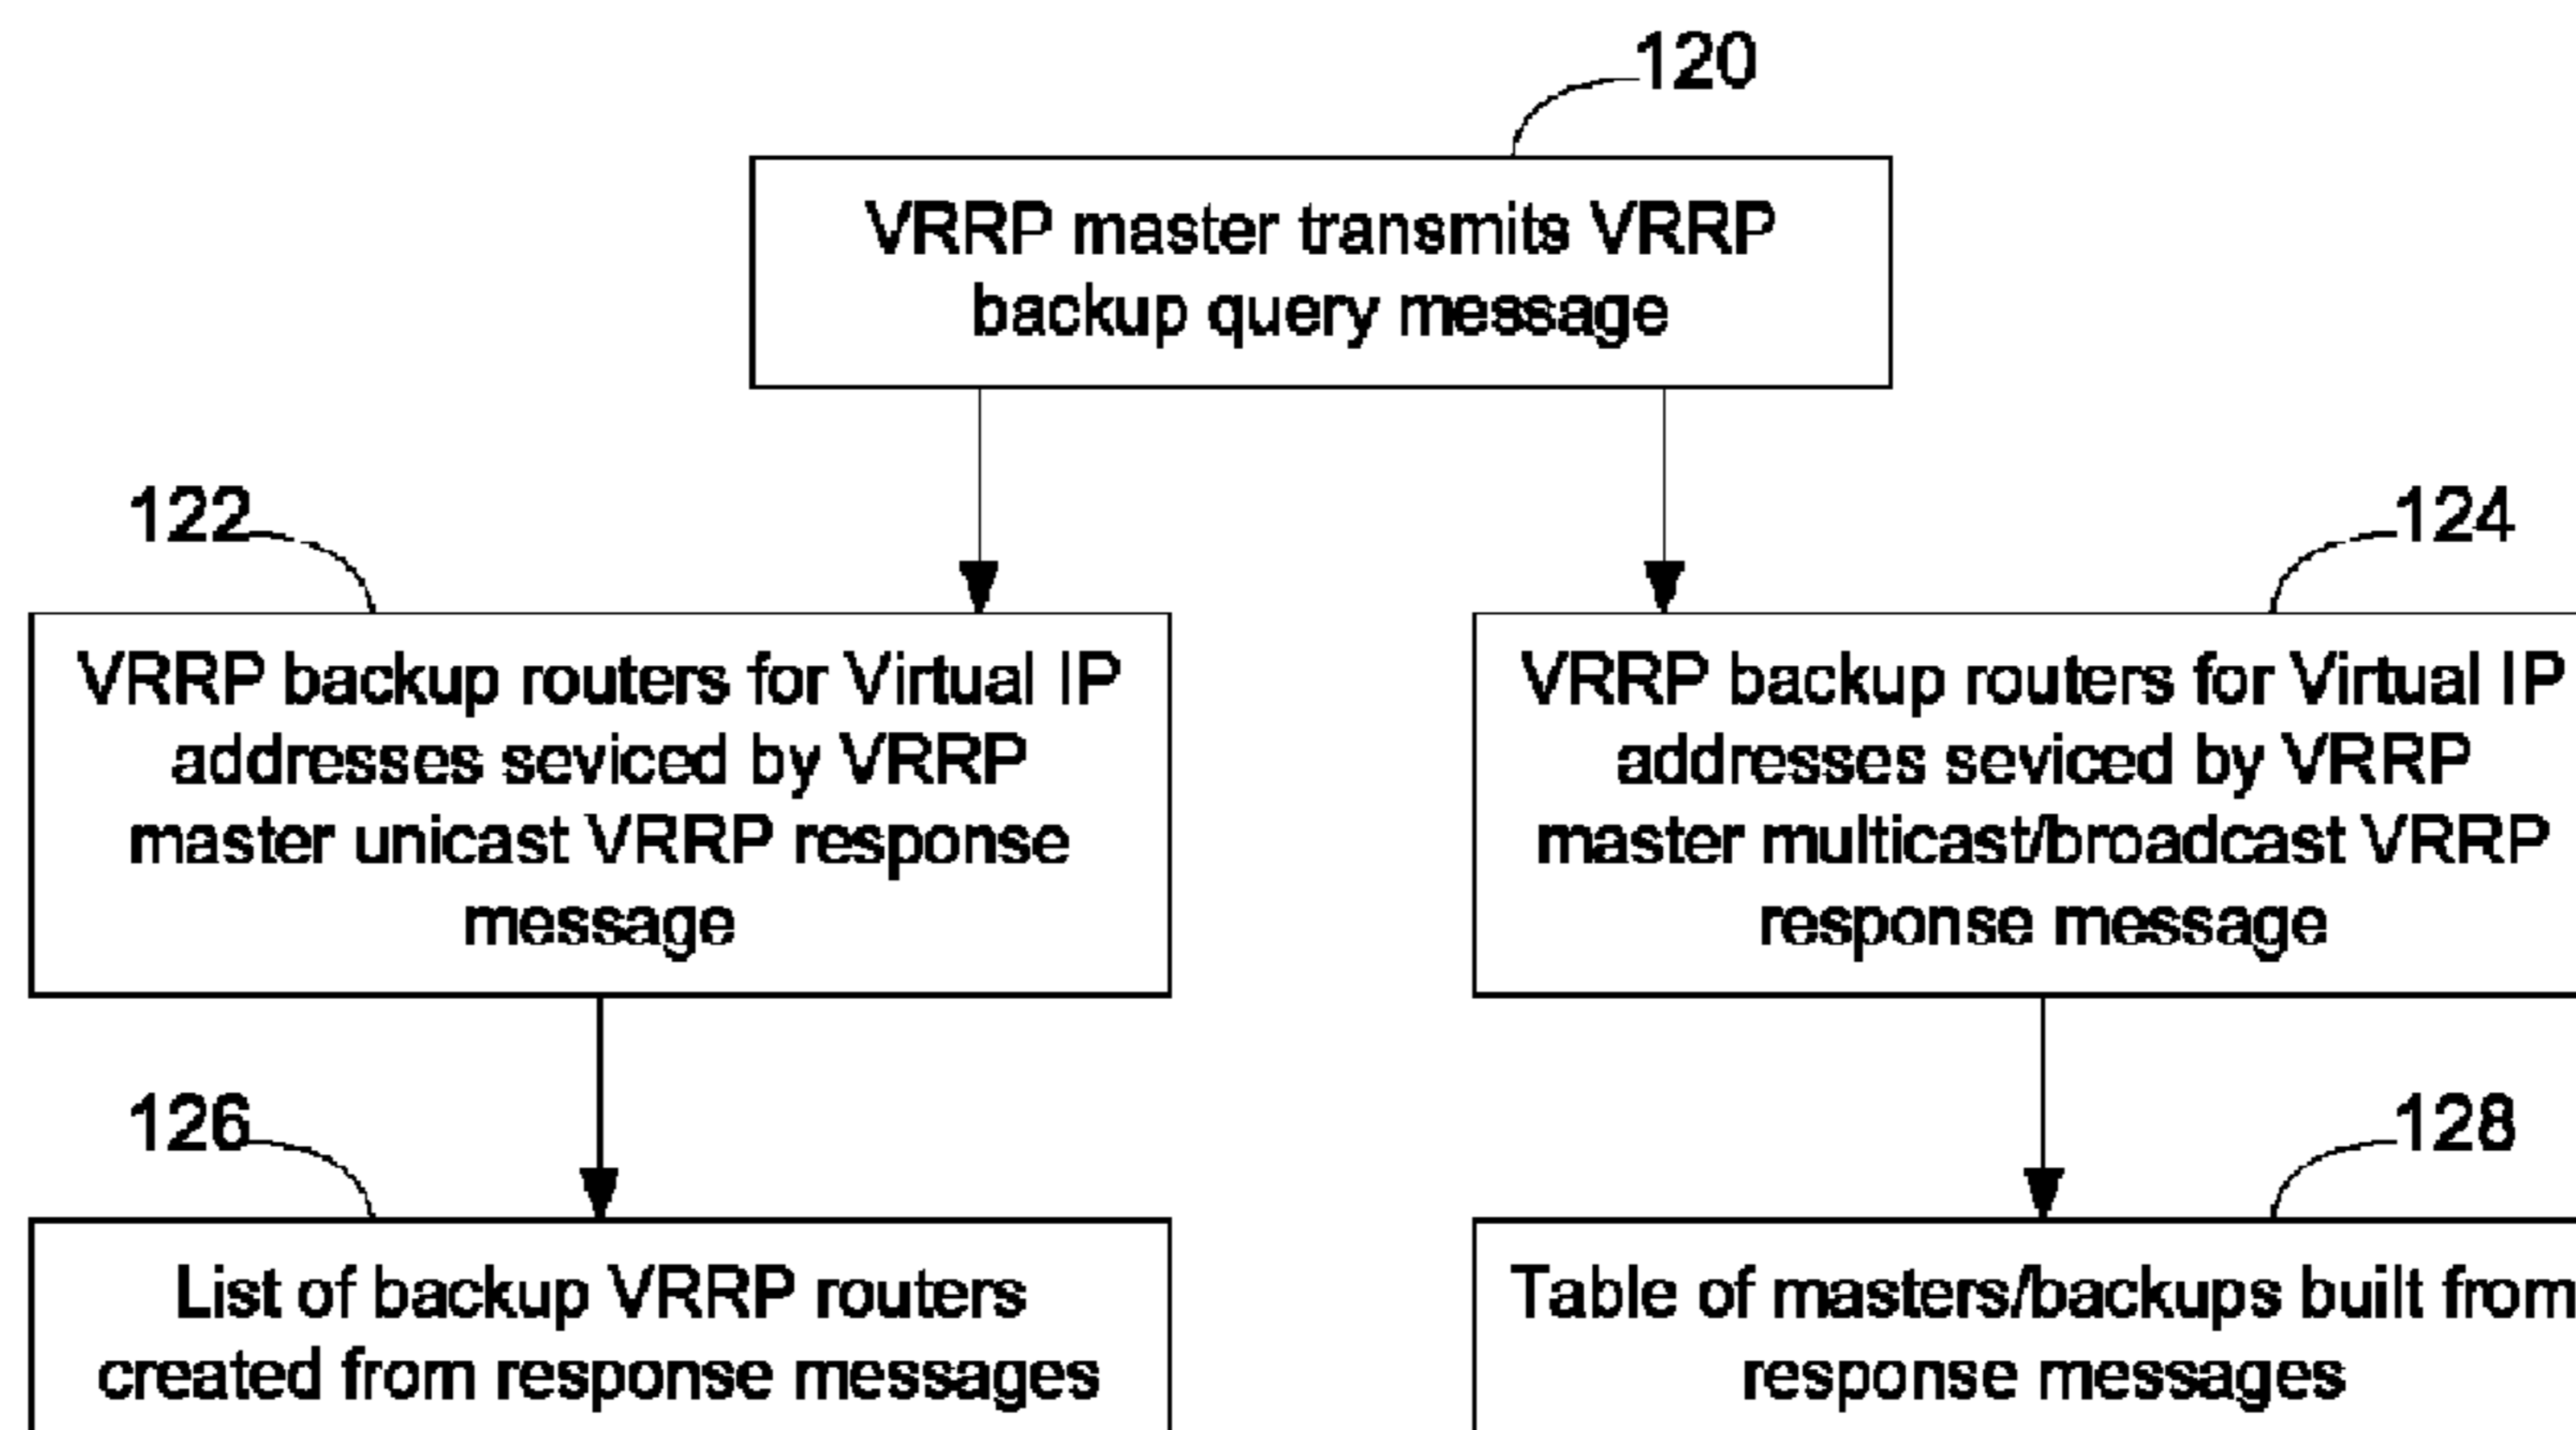 120
VRRP master transmits VRRP
backup query message
122
124
VRRP backup routers for Virtual IP
addresses seviced by VRRP
master unicast VRRP response
message
VRRP backup routers for Virtual IP
addresses seviced by VRRP
master multicast/broadcast VRRP
response message
126
128
List of backup VRRP routers
created from response messages
Table of masters/backups built from
response messages